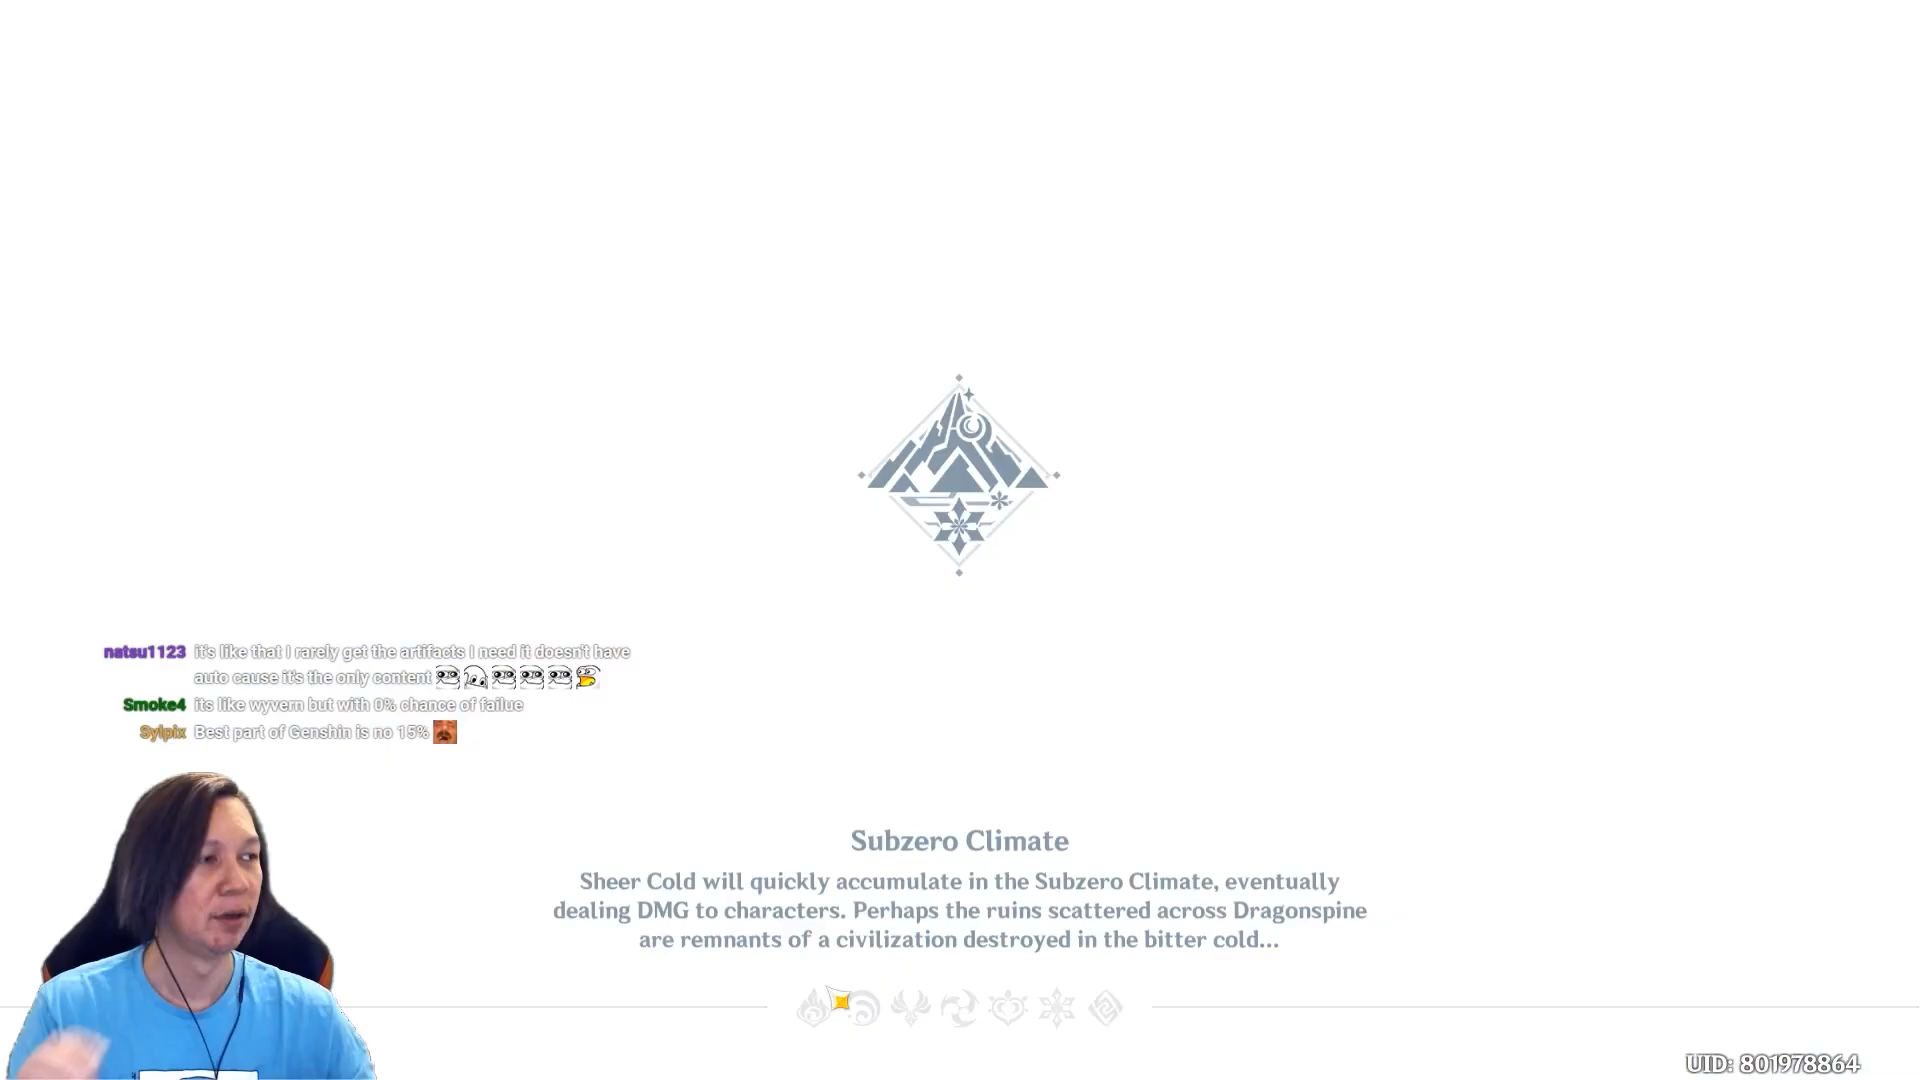 natsu1123 it's like that I rarely get the artifacts I need it doesn't have
auto cause it's the only content
Smoke4 its like wyvern but with 0% chance of failue
Sylpix Best part of Genshin is no 15%
Subzero Climate
Sheer Cold will quickly accumulate in the Subzero Climate, eventually
dealing DMG to characters. Perhaps the ruins scattered across Dragonspine
are remnants of a civilization destroyed in the bitter cold...
UID: 801978864